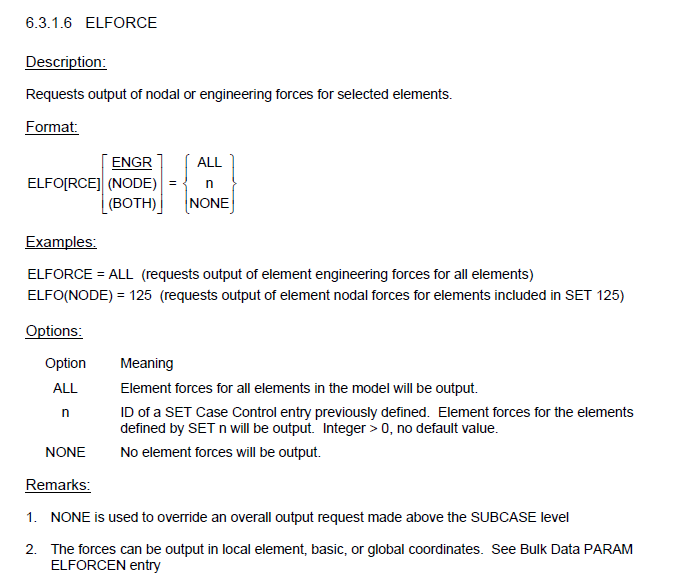 6.3.1.6 ELFORCE
Description:
Requests output of nodal or engineering forces for selected elements.
Format:
ENGR ALL
ELFO[RCE] (NODE) = n
(BOTH) NONE
Examples:
ELFORCE = ALL (requests output of element engineering forces for all elements)
ELFO(NODE) = 125 (requests output of element nodal forces for elements included in SET 125)
Options:
Option Meaning
ALL Element forces for all elements in the model will be output.
n ID of a SET Case Control entry previously defined. Element forces for the elements
defined by SET n will be output. Integer > 0, no default value.
NONE No element forces will be output.
Remarks:
1. NONE is used to override an overall output request made above the SUBCASE level
2. The forces can be output in local element, basic, or global coordinates. See Bulk Data PARAM
ELFORCEN entry